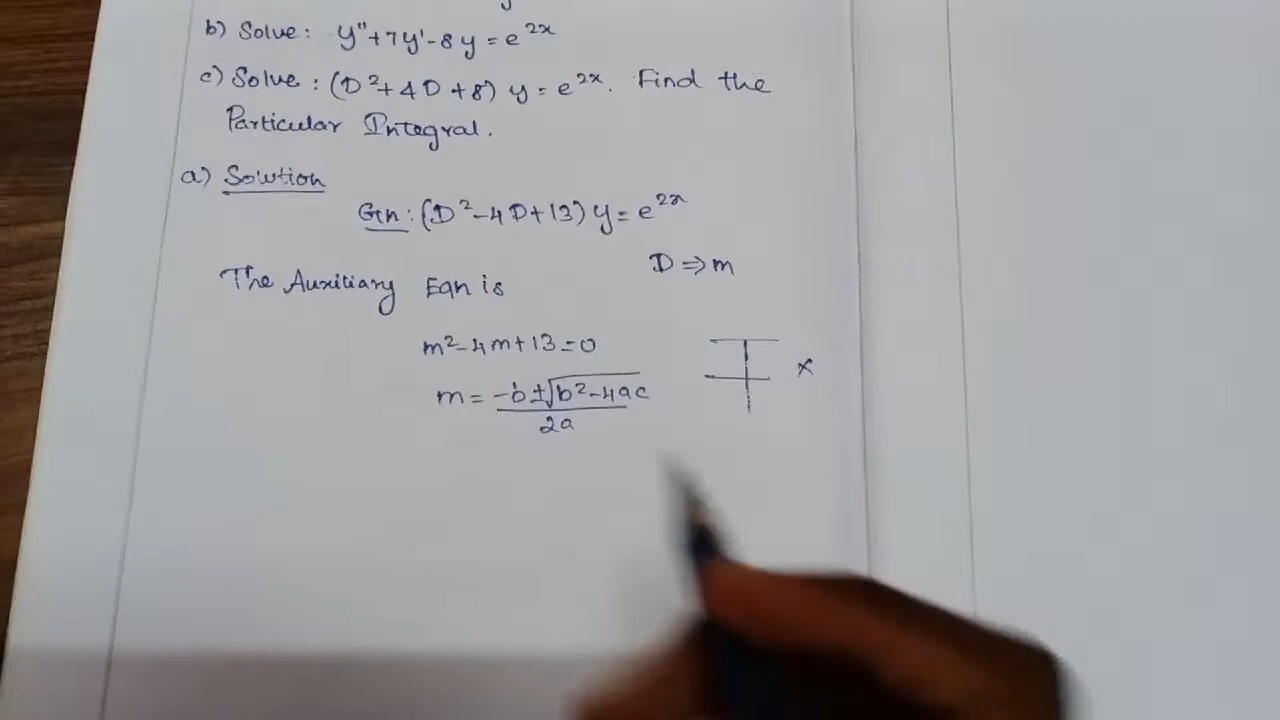 b) Solve: y"+7y'-8y = e^2x
c) Solve: (D²+4D+8) y = e^2x. Find the
Particular Integral.
a) Solution
Gn: (D²-4D+13) y = e^2x
D ⇒ m
The Auxiliary Eqn is
m²-4m+13=0
x
m = -b±√b²-4ac
2a